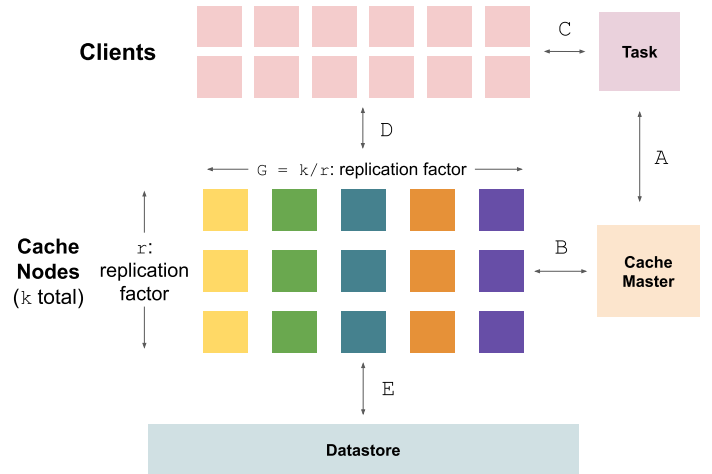 Clients
C
Task
D
A
G = k/r: replication factor
r:
replication
factor
Cache
Nodes
(k total)
B
Cache
Master
E
Datastore